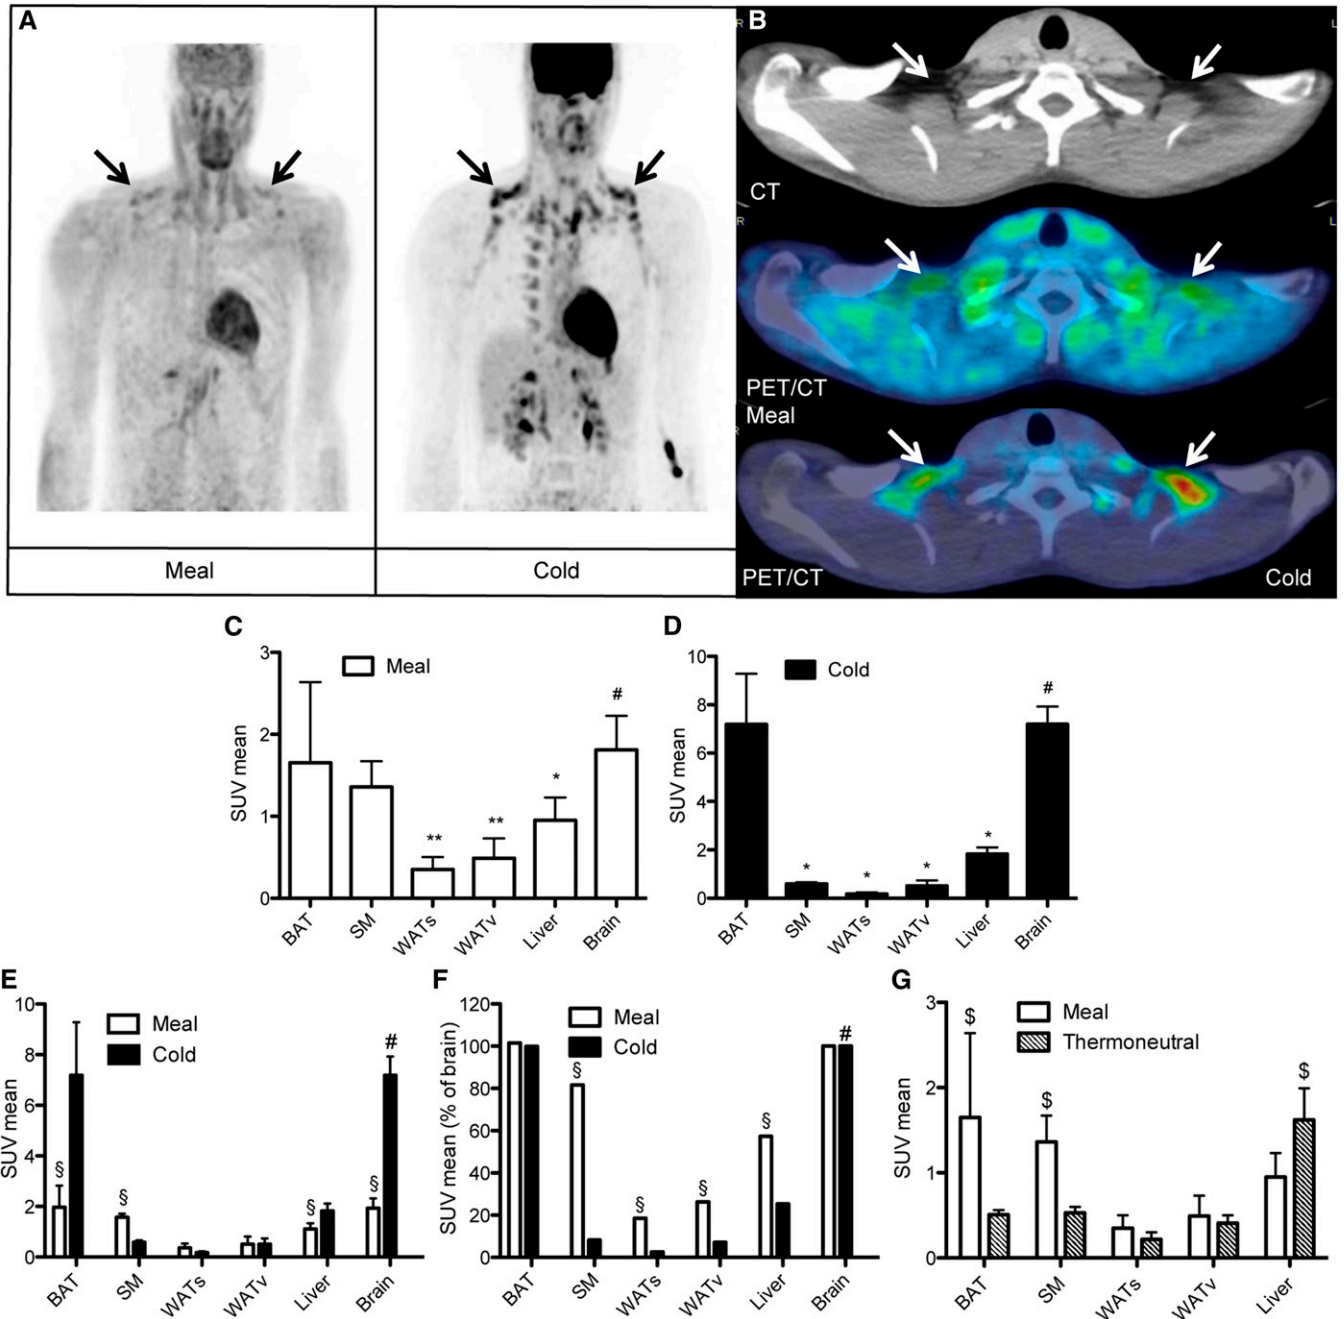 A
B
R
L
CT
R
L
PET/CT
Meal
R
PET/CT
Cold
Meal
Cold
C
3
2
1
0
SUV mean
Meal
**
**
*
#
BAT
SM
WATs
WATv
Liver
Brain
D
10
8
6
4
2
0
SUV mean
Cold
*
*
*
*
#
BAT
SM
WATs
WATv
Liver
Brain
E
10
8
6
4
2
0
SUV mean
Meal
Cold
§
§
§
§
#
BAT
SM
WATs
WATv
Liver
Brain
F
120
100
80
60
40
20
0
SUV mean (% of brain)
Meal
Cold
§
§
§
§
#
BAT
SM
WATs
WATv
Liver
Brain
G
3
2
1
0
SUV mean
Meal
Thermoneutral
$
$
$
BAT
SM
WATs
WATv
Liver